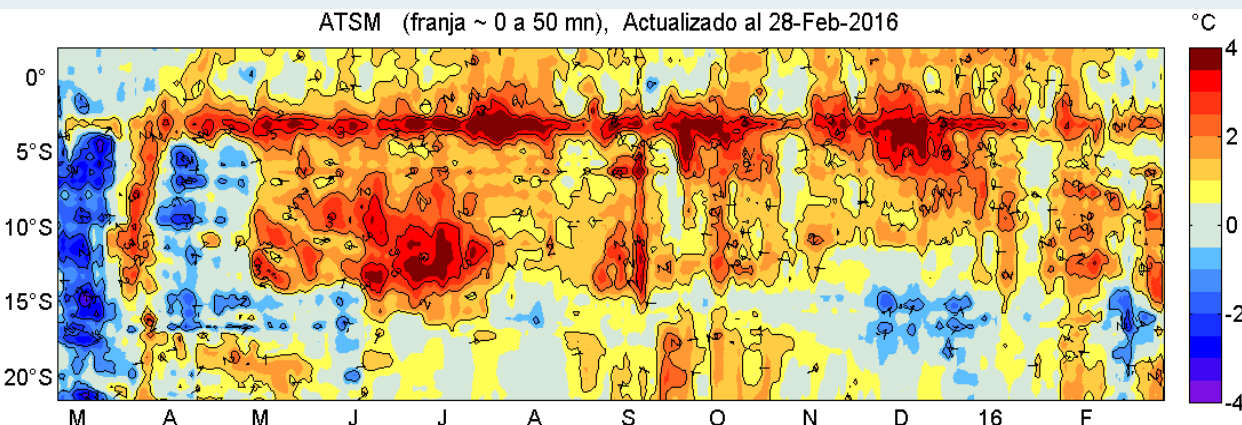 ATSM (franja ~ 0 a 50 mn), Actualizado al 28-Feb-2016
°C
0°
5°S
10°S
15°S
20°S
4
2
0
-2
-4
M A M J J A S O N D 16 F